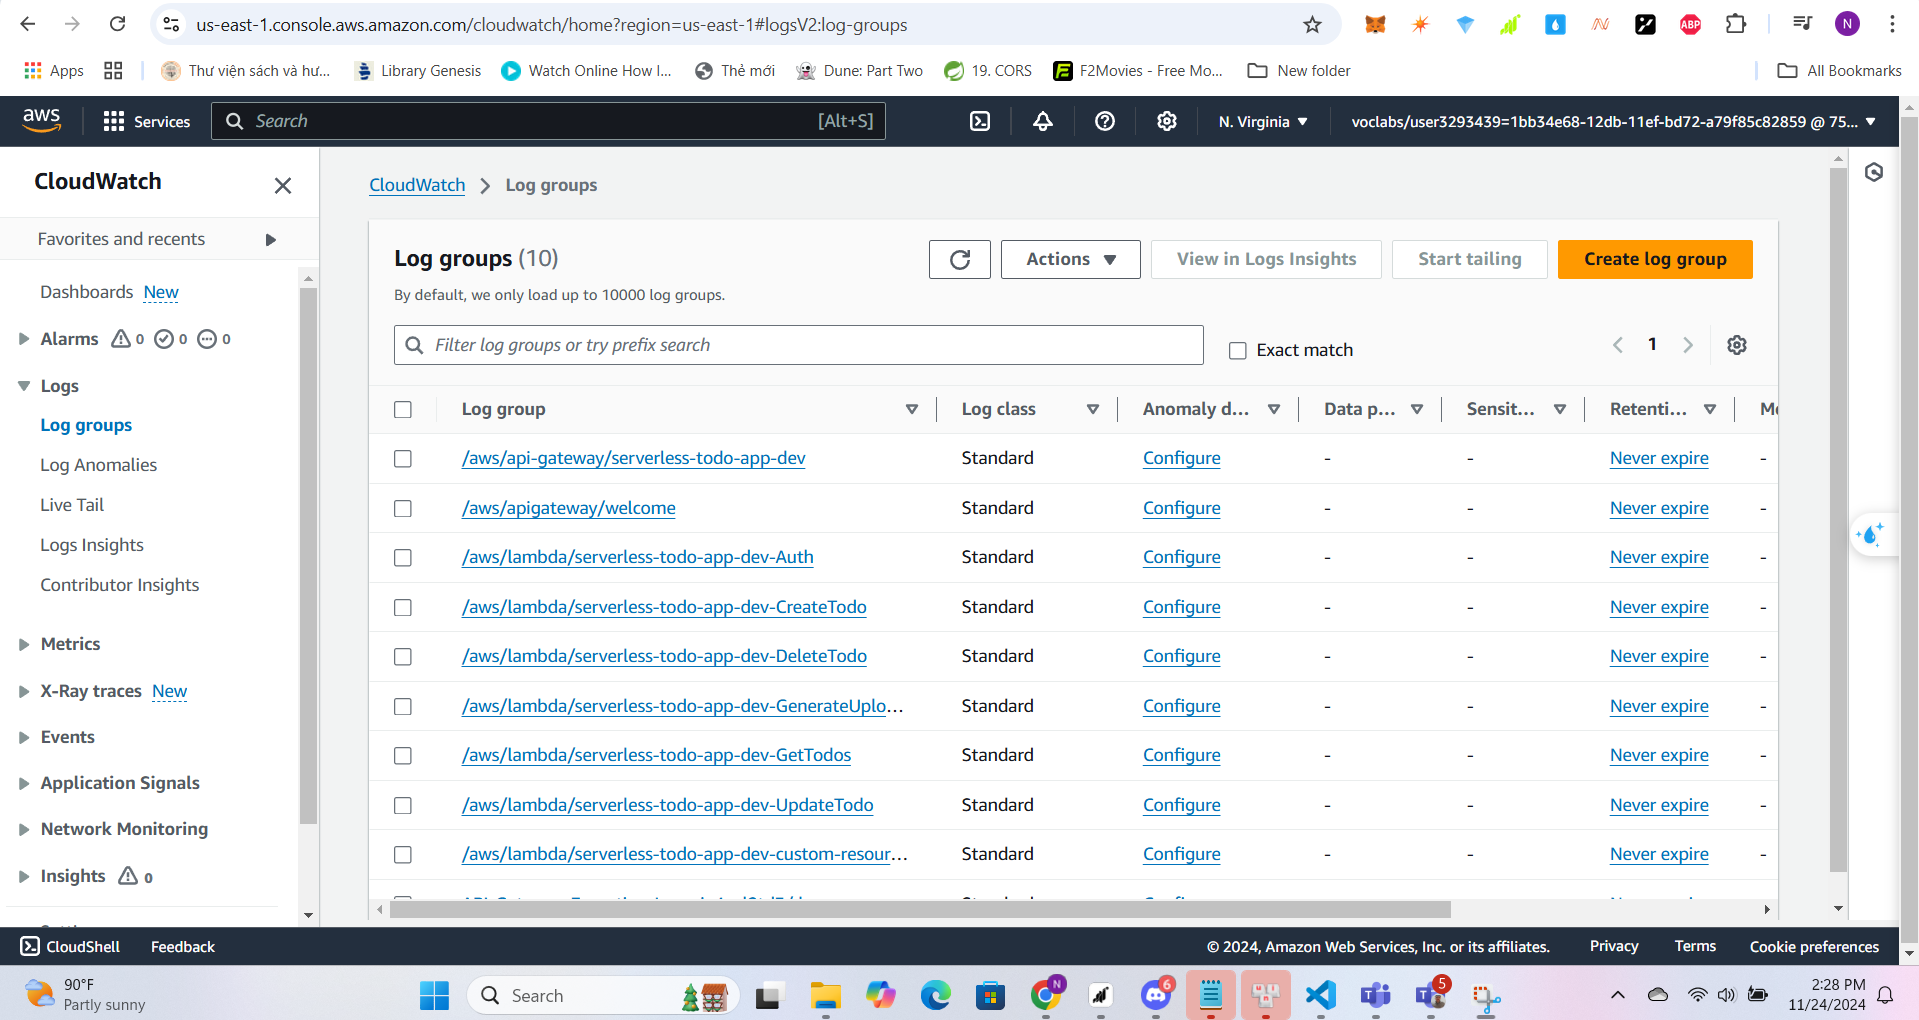 us-east-1.console.aws.amazon.com/cloudwatch/home?region=us-east-1#logsV2:log-groups
N
Apps
Thư viện sách và hư...
Library Genesis
Watch Online How I...
Thẻ mới
Dune: Part Two
19. CORS
F2Movies - Free Mo...
New folder
All Bookmarks
aws
Services
Search
[Alt+S]
N. Virginia
voclabs/user3293439=1bb34e68-12db-11ef-bd72-a79f85c82859 @ 75...
CloudWatch
Favorites and recents
Dashboards New
Alarms 0 0 0
Logs
Log groups
Log Anomalies
Live Tail
Logs Insights
Contributor Insights
Metrics
X-Ray traces New
Events
Application Signals
Network Monitoring
Insights 0
CloudWatch > Log groups
Log groups (10)
By default, we only load up to 10000 log groups.
Actions
View in Logs Insights
Start tailing
Create log group
Filter log groups or try prefix search
Exact match
1
Log group Log class Anomaly d... Data p... Sensit... Retenti...
/aws/api-gateway/serverless-todo-app-dev Standard Configure - - Never expire -
/aws/apigateway/welcome Standard Configure - - Never expire -
/aws/lambda/serverless-todo-app-dev-Auth Standard Configure - - Never expire -
/aws/lambda/serverless-todo-app-dev-CreateTodo Standard Configure - - Never expire -
/aws/lambda/serverless-todo-app-dev-DeleteTodo Standard Configure - - Never expire -
/aws/lambda/serverless-todo-app-dev-GenerateUplo... Standard Configure - - Never expire -
/aws/lambda/serverless-todo-app-dev-GetTodos Standard Configure - - Never expire -
/aws/lambda/serverless-todo-app-dev-UpdateTodo Standard Configure - - Never expire -
/aws/lambda/serverless-todo-app-dev-custom-resour... Standard Configure - - Never expire -
CloudShell Feedback
© 2024, Amazon Web Services, Inc. or its affiliates. Privacy Terms Cookie preferences
90°F
Partly sunny
Search
N
6
5
2:28 PM
11/24/2024